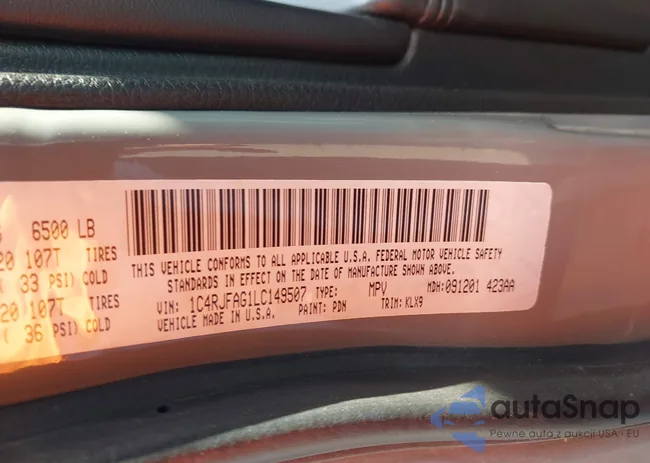 6500 LB
20 107T TIRES
33 PSI) COLD
20 107T TIRES
( 36 PSI) COLD
THIS VEHICLE CONFORMS TO ALL APPLICABLE U.S.A. FEDERAL MOTOR VEHICLE SAFETY
STANDARDS IN EFFECT ON THE DATE OF MANUFACTURE SHOWN ABOVE.
VIN: 1C4RJFAG1LC149507 TYPE: MPV MDH:091201 423AA
VEHICLE MADE IN U.S.A. PAINT: PDN TRIM: KLX9
autaSnap
Pewne auta z aukcji USA · EU